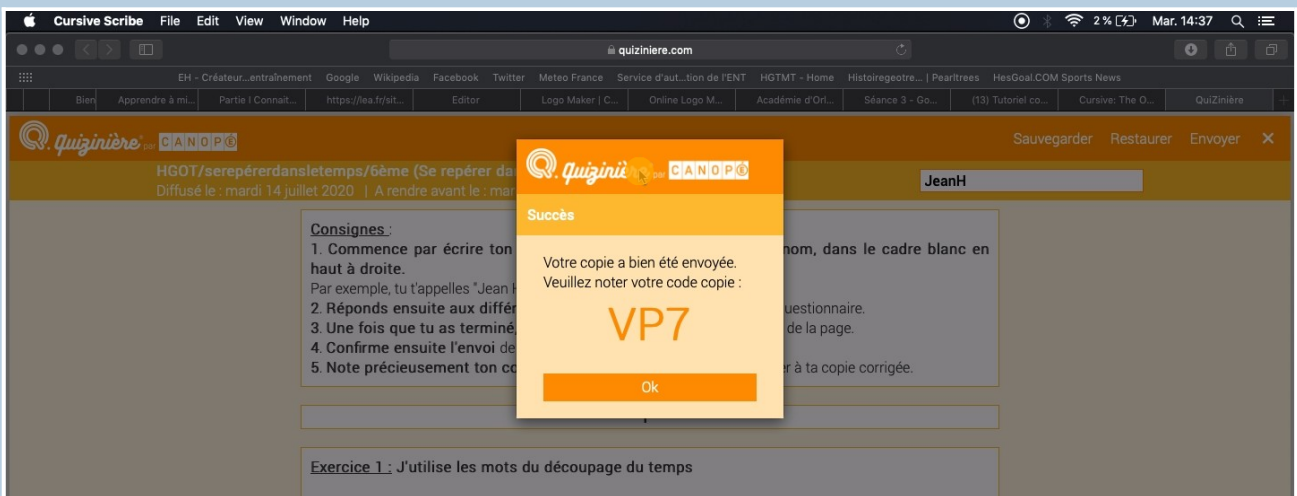 Cursive Scribe File Edit View Window Help 2 % Mar. 14:37
quiziniere.com
EH - Créateur...entraînement Google Wikipedia Facebook Twitter Meteo France Service d'aut...tion de l'ENT HGTMT - Home Histoiregeotre... | Pearltrees HesGoal.COM Sports News
Bien Apprendre à mi... Partie I Connait... https://lea.fr/sit... Editor Logo Maker | C... Online Logo M... Académie d'Orl... Séance 3 - Go... (13) Tutoriel co... Cursive: The O... QuiZinière
Quizinière par CANOPÉ Sauvegarder Restaurer Envoyer
HGOT/serepérerdansletemps/6ème (Se repérer da
Diffusé le : mardi 14 juillet 2020 | A rendre avant le : mar
JeanH
Quizinière par CANOPÉ
Succès
Votre copie a bien été envoyée.
Veuillez noter votre code copie :
VP7
Ok
Consignes :
1. Commence par écrire ton nom, dans le cadre blanc en
haut à droite.
Par exemple, tu t'appelles "Jean H
2. Réponds ensuite aux différ uestionnaire.
3. Une fois que tu as terminé, de la page.
4. Confirme ensuite l'envoi de
5. Note précieusement ton co r à ta copie corrigée.
Exercice 1 : J'utilise les mots du découpage du temps